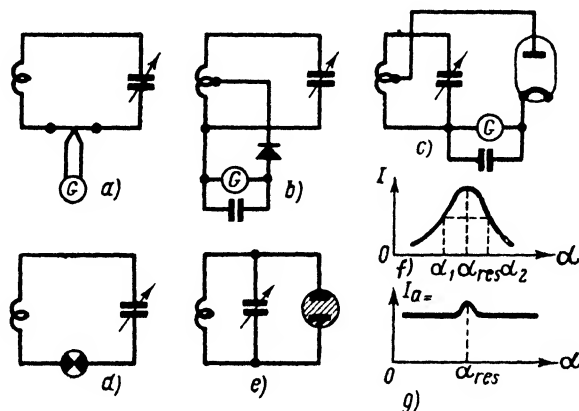 G
a)
G
b)
G
c)
d)
e)
I
0
f)
α₁ αres α₂
α
Ia=
0
αres
α
g)